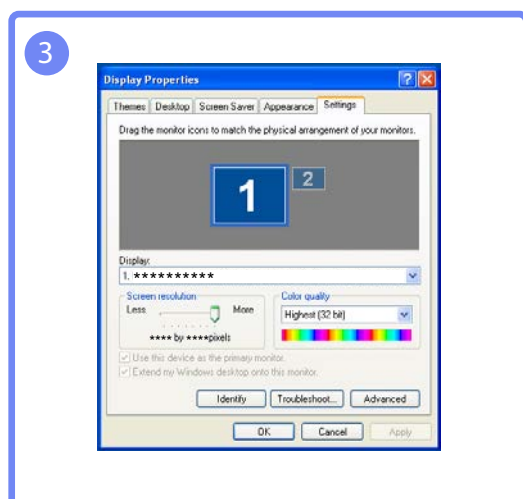 3
Display Properties
Themes Desktop Screen Saver Appearance Settings
Drag the monitor icons to match the physical arrangement of your monitors.
1 2
Display:
1, **********
Screen resolution Color quality
Less More Highest (32 bit)
**** by ****pixels
Use this device as the primary monitor.
Extend my Windows desktop onto this monitor.
Identify Troubleshoot... Advanced
OK Cancel Apply